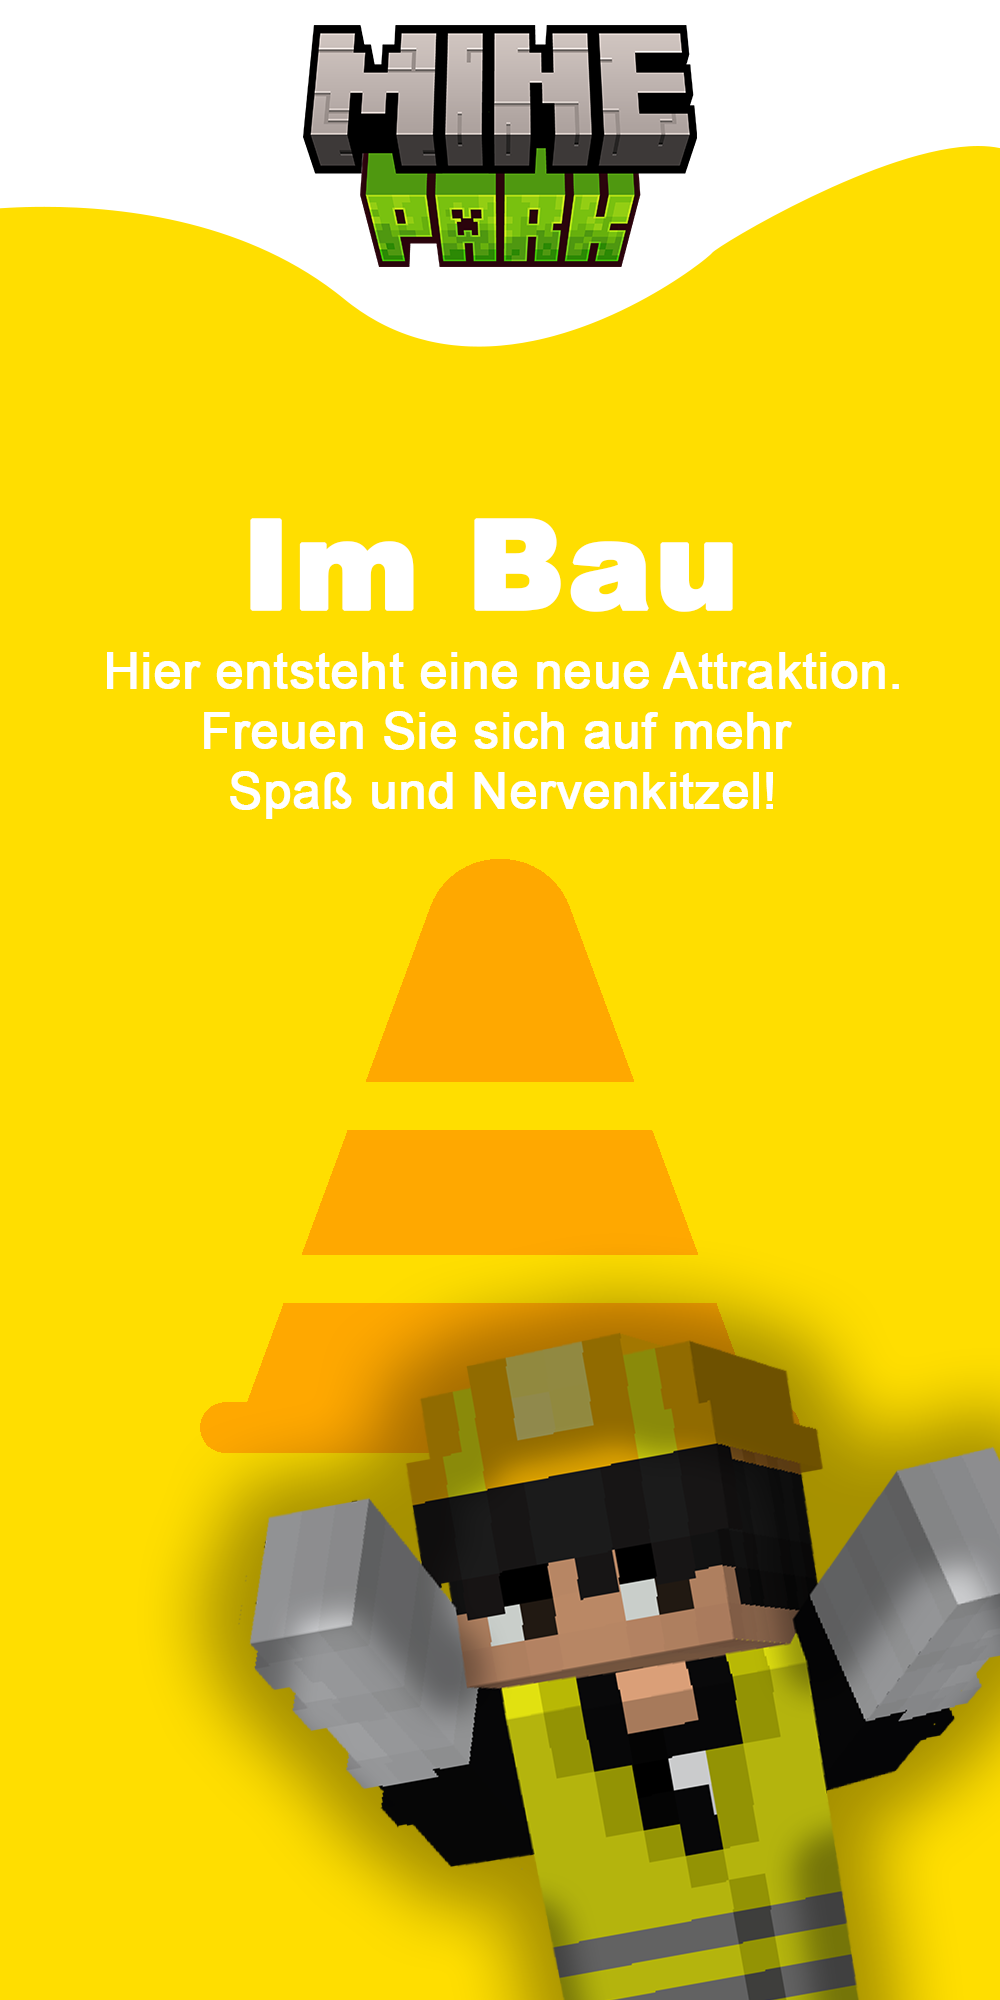 MINE
PARK
Im Bau
Hier entsteht eine neue Attraktion.
Freuen Sie sich auf mehr
Spaß und Nervenkitzel!